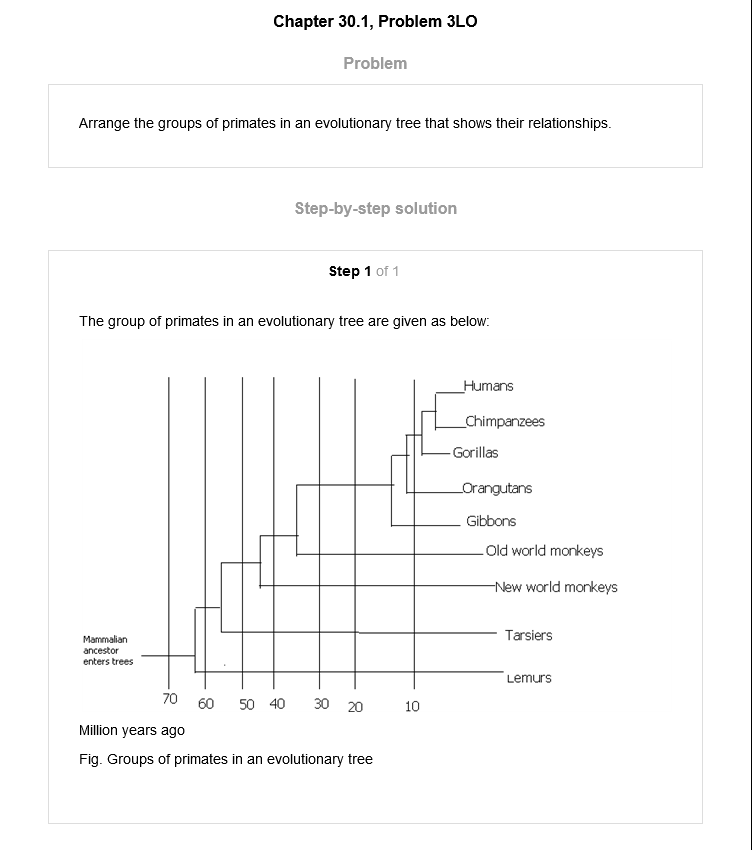 Chapter 30.1, Problem 3LO
Problem
Arrange the groups of primates in an evolutionary tree that shows their relationships.
Step-by-step solution
Step 1 of 1
The group of primates in an evolutionary tree are given as below:
Humans
Chimpanzees
Gorillas
Orangutans
Gibbons
Old world monkeys
New world monkeys
Tarsiers
Mammalian
ancestor
enters trees
Lemurs
70 60 50 40 30 20 10
Million years ago
Fig. Groups of primates in an evolutionary tree